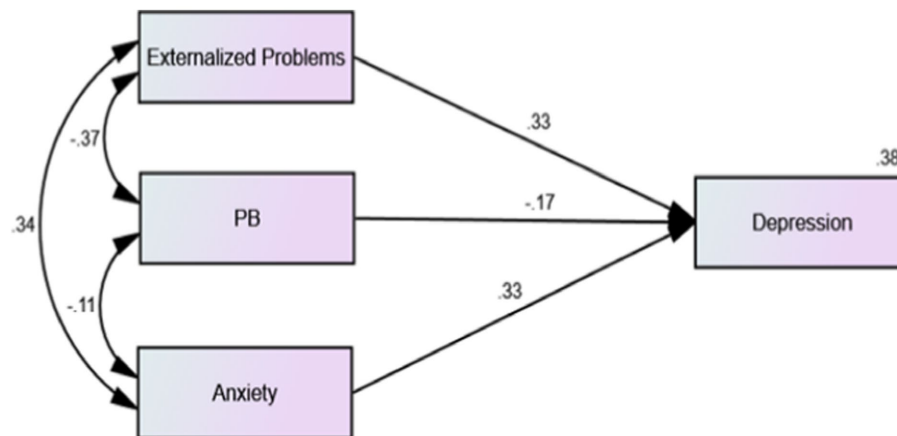 Externalized Problems
.33
-.37
.38
PB
-.17
Depression
.34
.33
-.11
Anxiety